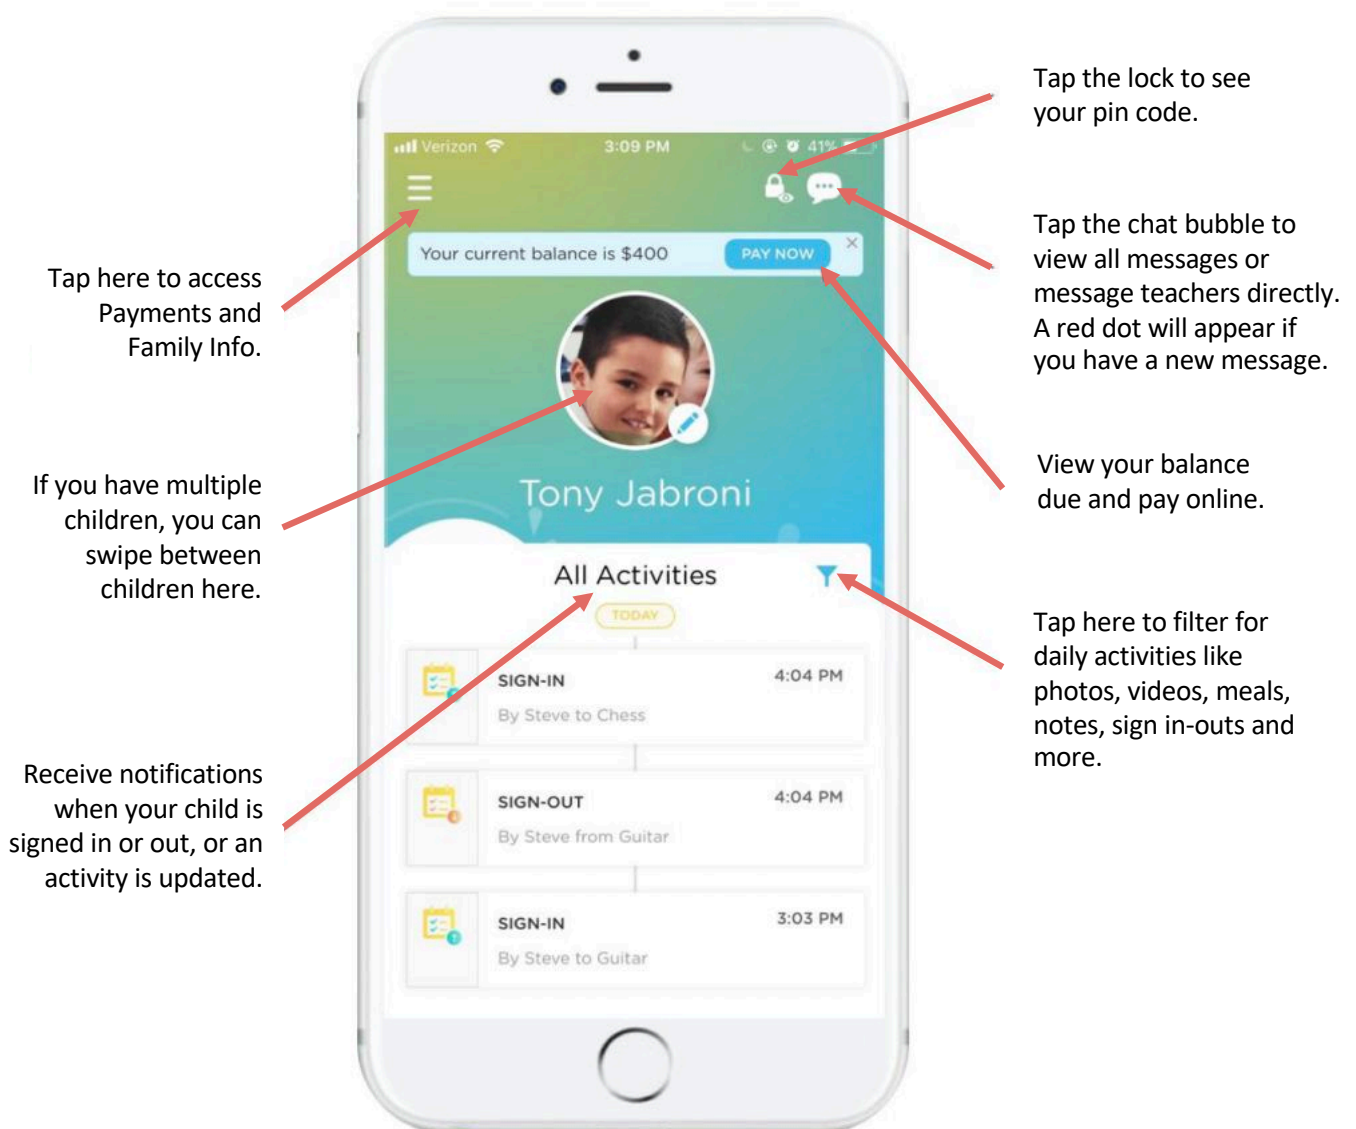 Verizon
3:09 PM
41%
Your current balance is $400
PAY NOW
Tony Jabroni
All Activities
TODAY
SIGN-IN
4:04 PM
By Steve to Chess
SIGN-OUT
4:04 PM
By Steve from Guitar
SIGN-IN
3:03 PM
By Steve to Guitar
Tap here to access
Payments and
Family Info.
If you have multiple
children, you can
swipe between
children here.
Receive notifications
when your child is
signed in or out, or an
activity is updated.
Tap the lock to see
your pin code.
Tap the chat bubble to
view all messages or
message teachers directly.
A red dot will appear if
you have a new message.
View your balance
due and pay online.
Tap here to filter for
daily activities like
photos, videos, meals,
notes, sign in-outs and
more.